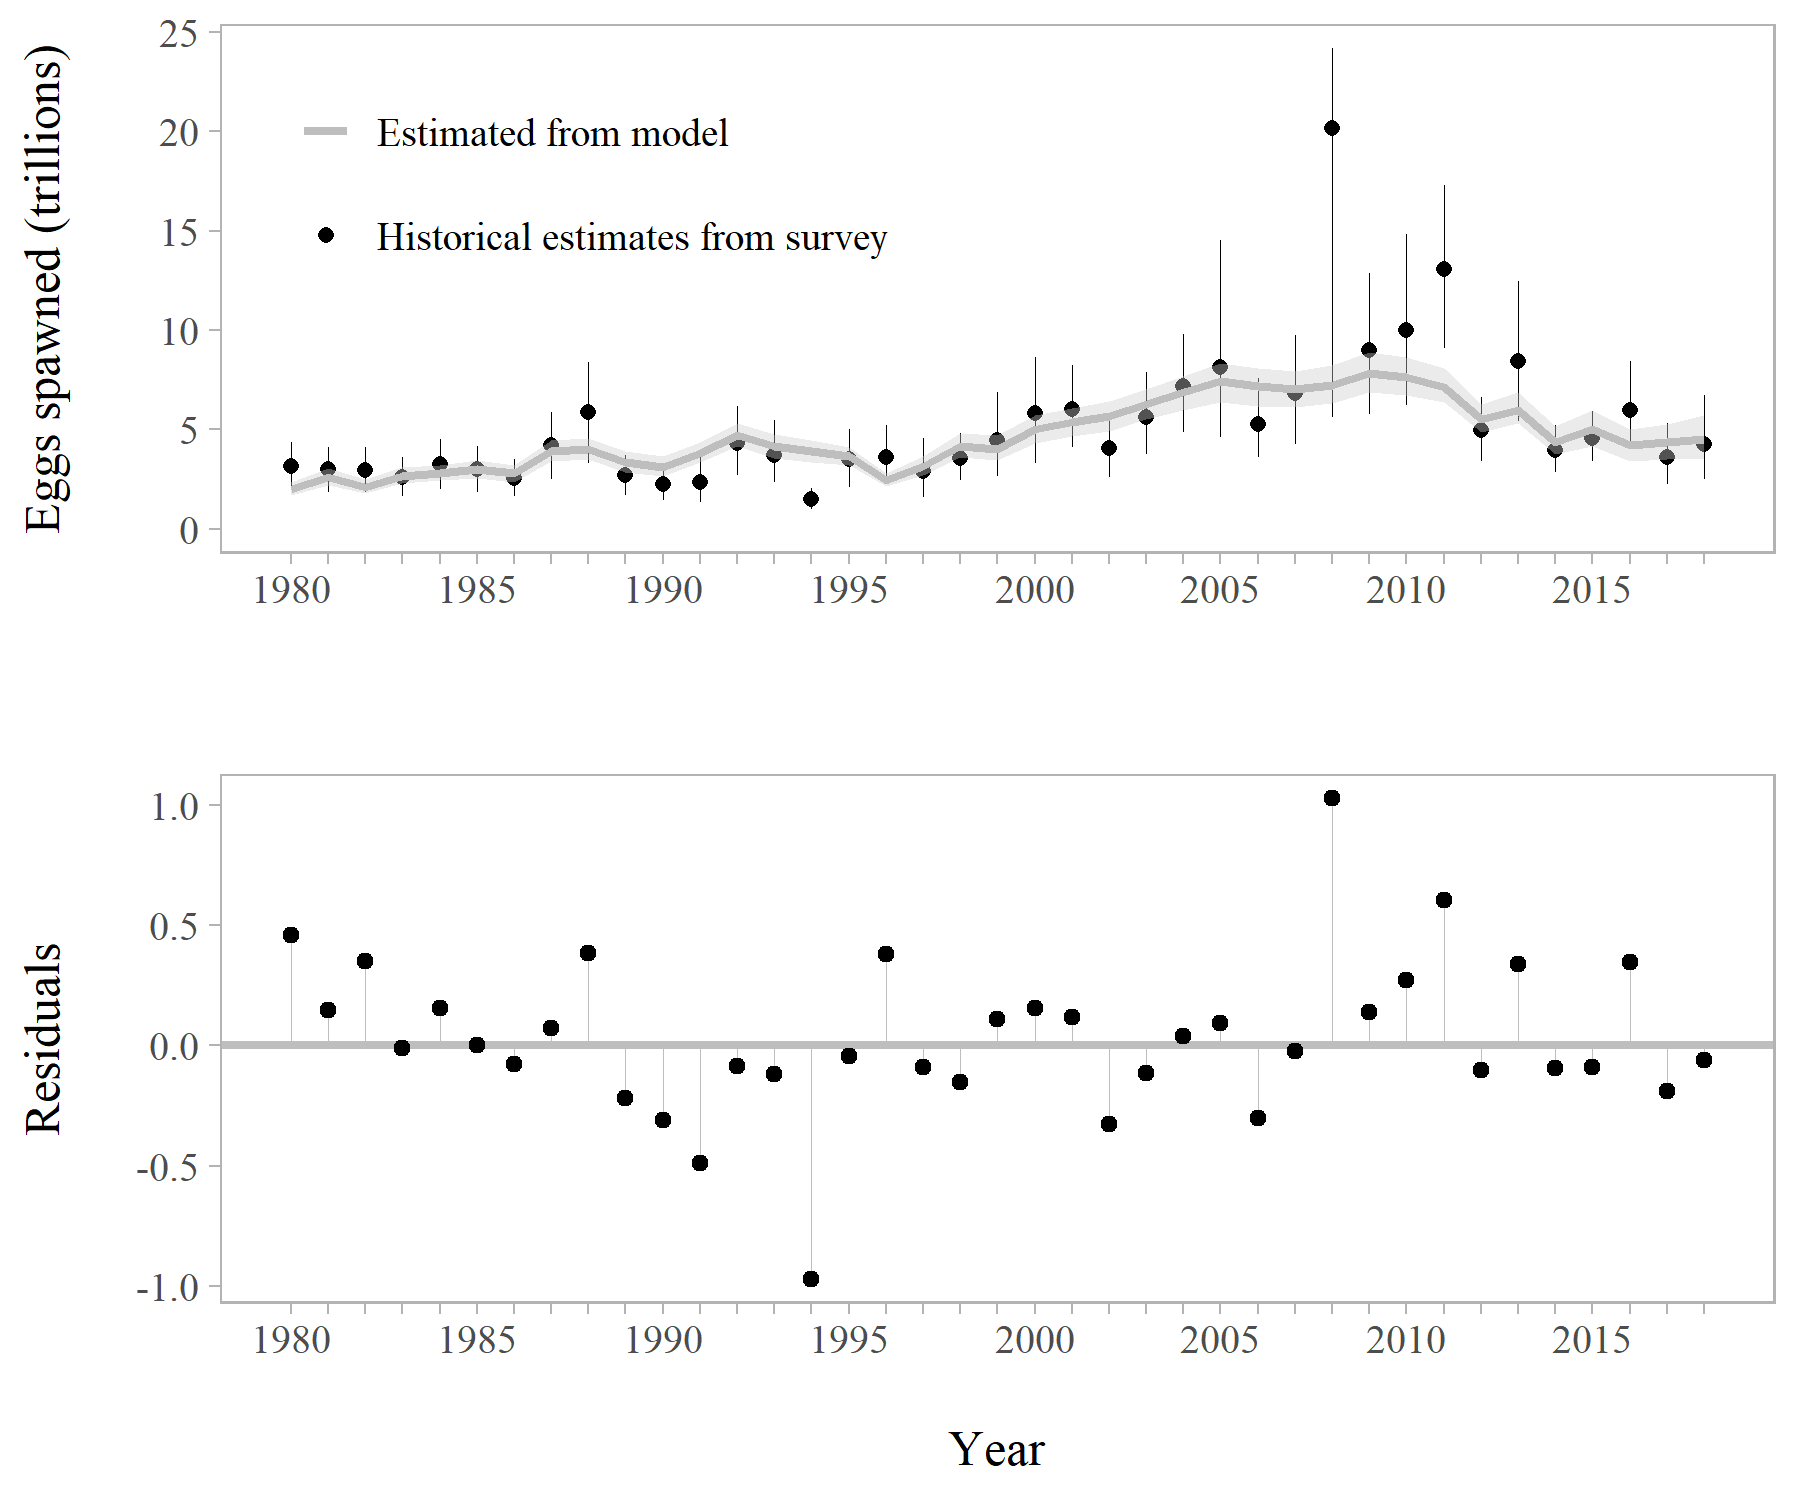 Eggs spawned (trillions)
25
20
15
10
5
0
Estimated from model
Historical estimates from survey
1980 1985 1990 1995 2000 2005 2010 2015
Residuals
1.0
0.5
0.0
-0.5
-1.0
1980 1985 1990 1995 2000 2005 2010 2015
Year